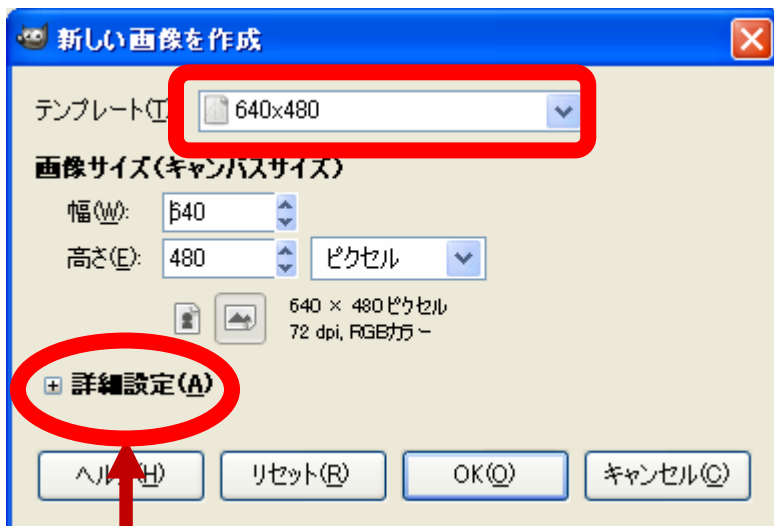 新しい画像を作成
テンプレート(T 640x480
画像サイズ(キャンバスサイズ)
幅(W): 640
高さ(E): 480 ピクセル
640 × 480 ピクセル
72 dpi, RGBカラー
詳細設定(A)
ヘル (H) リセット(R) OK(O) キャンセル(C)